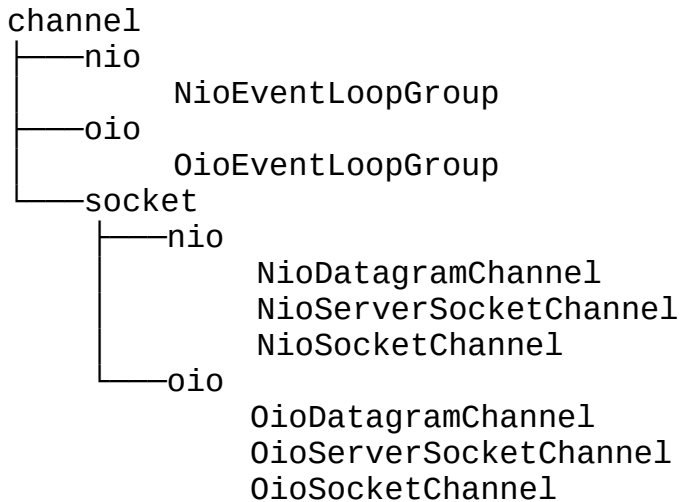 channel
├───nio
NioEventLoopGroup
├───oio
OioEventLoopGroup
└───socket
├───nio
NioDatagramChannel
NioServerSocketChannel
NioSocketChannel
└───oio
OioDatagramChannel
OioServerSocketChannel
OioSocketChannel